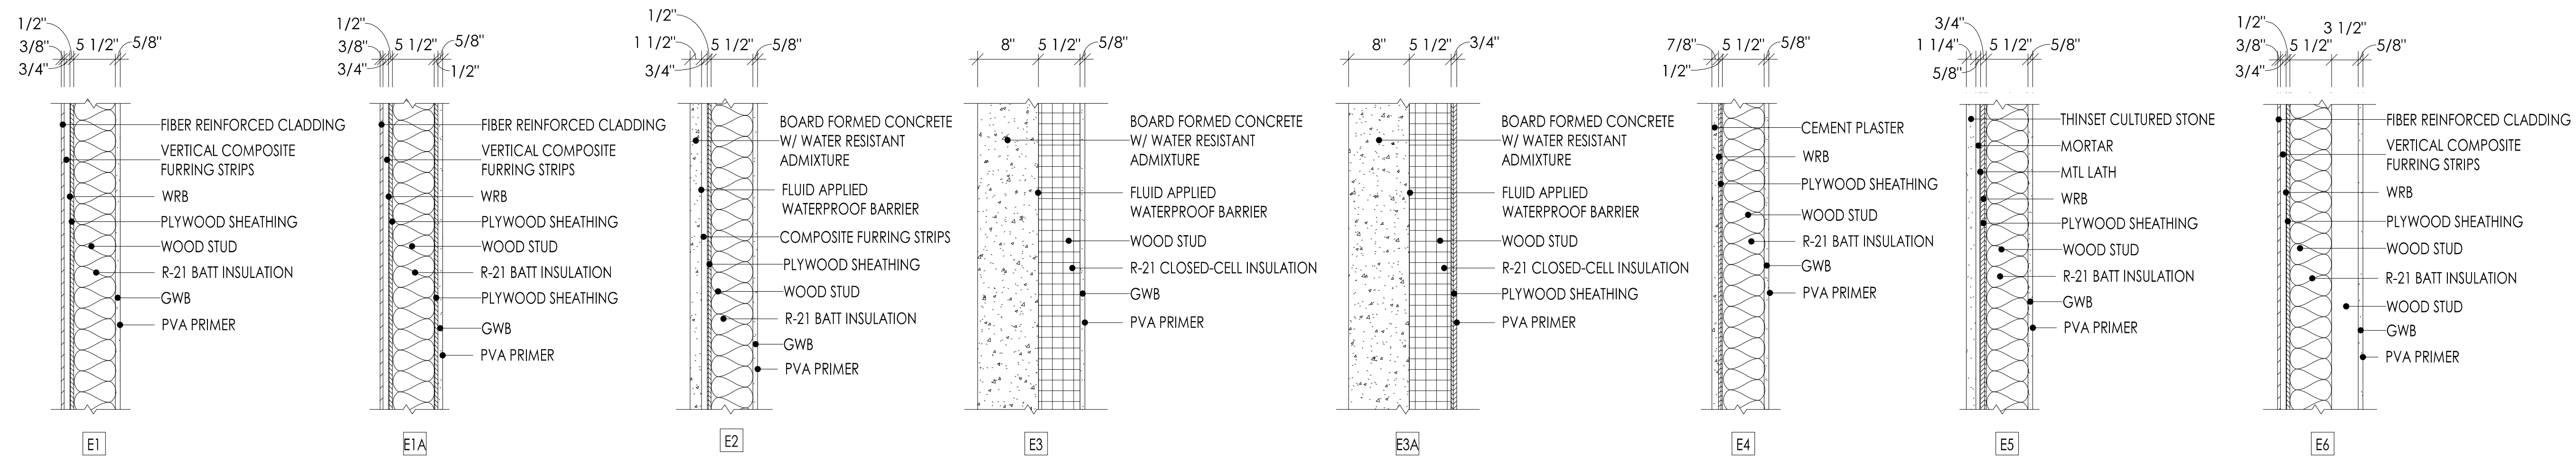 1/2"
3/8" 5 1/2" 5/8"
3/4"
FIBER REINFORCED CLADDING
VERTICAL COMPOSITE
FURRING STRIPS
WRB
PLYWOOD SHEATHING
WOOD STUD
R-21 BATT INSULATION
GWB
PVA PRIMER
E1
1/2"
3/8" 5 1/2" 5/8"
3/4" 1/2"
FIBER REINFORCED CLADDING
VERTICAL COMPOSITE
FURRING STRIPS
WRB
PLYWOOD SHEATHING
WOOD STUD
R-21 BATT INSULATION
PLYWOOD SHEATHING
GWB
PVA PRIMER
E1A
1/2"
1 1/2" 5 1/2" 5/8"
3/4"
BOARD FORMED CONCRETE
W/ WATER RESISTANT
ADMIXTURE
FLUID APPLIED
WATERPROOF BARRIER
COMPOSITE FURRING STRIPS
PLYWOOD SHEATHING
WOOD STUD
R-21 BATT INSULATION
GWB
PVA PRIMER
E2
8" 5 1/2" 5/8"
BOARD FORMED CONCRETE
W/ WATER RESISTANT
ADMIXTURE
FLUID APPLIED
WATERPROOF BARRIER
WOOD STUD
R-21 CLOSED-CELL INSULATION
GWB
PVA PRIMER
E3
8" 5 1/2" 3/4"
BOARD FORMED CONCRETE
W/ WATER RESISTANT
ADMIXTURE
FLUID APPLIED
WATERPROOF BARRIER
WOOD STUD
R-21 CLOSED-CELL INSULATION
PLYWOOD SHEATHING
PVA PRIMER
E3A
7/8" 5 1/2" 5/8"
1/2"
CEMENT PLASTER
WRB
PLYWOOD SHEATHING
WOOD STUD
R-21 BATT INSULATION
GWB
PVA PRIMER
E4
3/4"
1 1/4" 5 1/2" 5/8"
5/8"
THINSET CULTURED STONE
MORTAR
MTL LATH
WRB
PLYWOOD SHEATHING
WOOD STUD
R-21 BATT INSULATION
GWB
PVA PRIMER
E5
1/2" 3 1/2"
3/8" 5 1/2" 5/8"
3/4"
FIBER REINFORCED CLADDING
VERTICAL COMPOSITE
FURRING STRIPS
WRB
PLYWOOD SHEATHING
WOOD STUD
R-21 BATT INSULATION
WOOD STUD
GWB
PVA PRIMER
E6